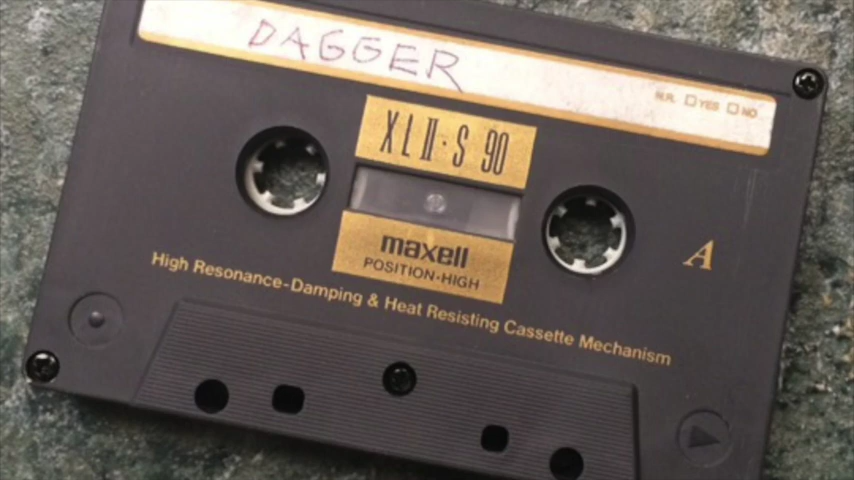 DAGGER
N.R. □YES □NO
XLII·S 90
maxell
POSITION·HIGH
A
High Resonance-Damping & Heat Resisting Cassette Mechanism